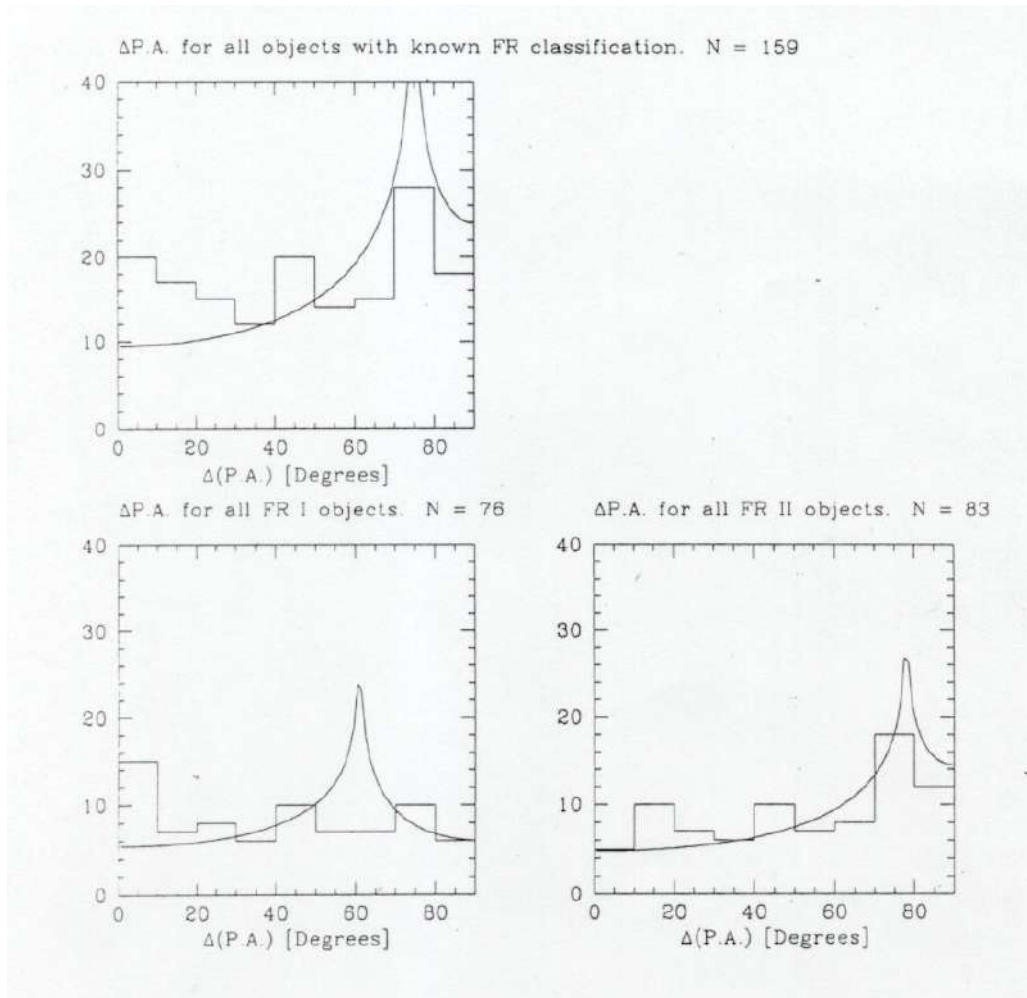 ΔP.A. for all objects with known FR classification. N = 159
40
30
20
10
0
0 20 40 60 80
Δ(P.A.) [Degrees]
ΔP.A. for all FR I objects. N = 76
40
30
20
10
0
0 20 40 60 80
Δ(P.A.) [Degrees]
ΔP.A. for all FR II objects. N = 83
40
30
20
10
0
0 20 40 60 80
Δ(P.A.) [Degrees]